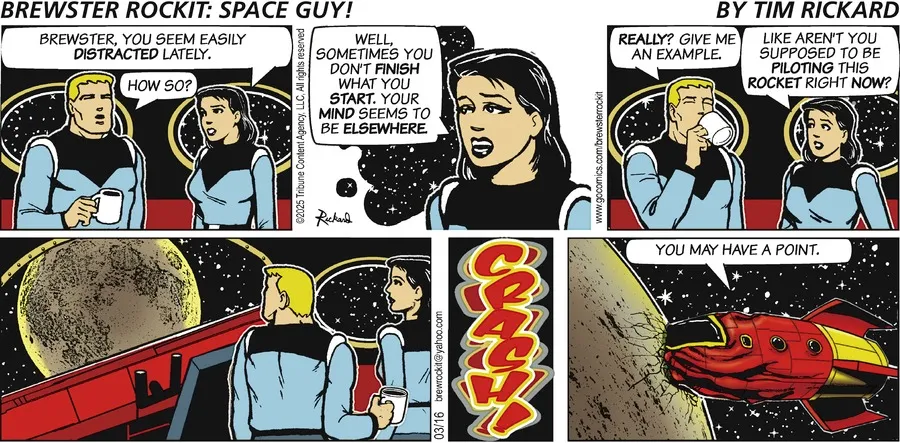 BREWSTER ROCKIT: SPACE GUY!
BY TIM RICKARD
BREWSTER, YOU SEEM EASILY
DISTRACTED LATELY.
HOW SO?
©2025 Tribune Content Agency, LLC. All rights reserved
WELL,
SOMETIMES YOU
DON'T FINISH
WHAT YOU
START. YOUR
MIND SEEMS TO
BE ELSEWHERE.
Rickard
www.gocomics.com/brewsterrockit
REALLY? GIVE ME
AN EXAMPLE.
LIKE AREN'T YOU
SUPPOSED TO BE
PILOTING THIS
ROCKET RIGHT NOW?
03/16 brewrockit@yahoo.com
CRASH!
YOU MAY HAVE A POINT.